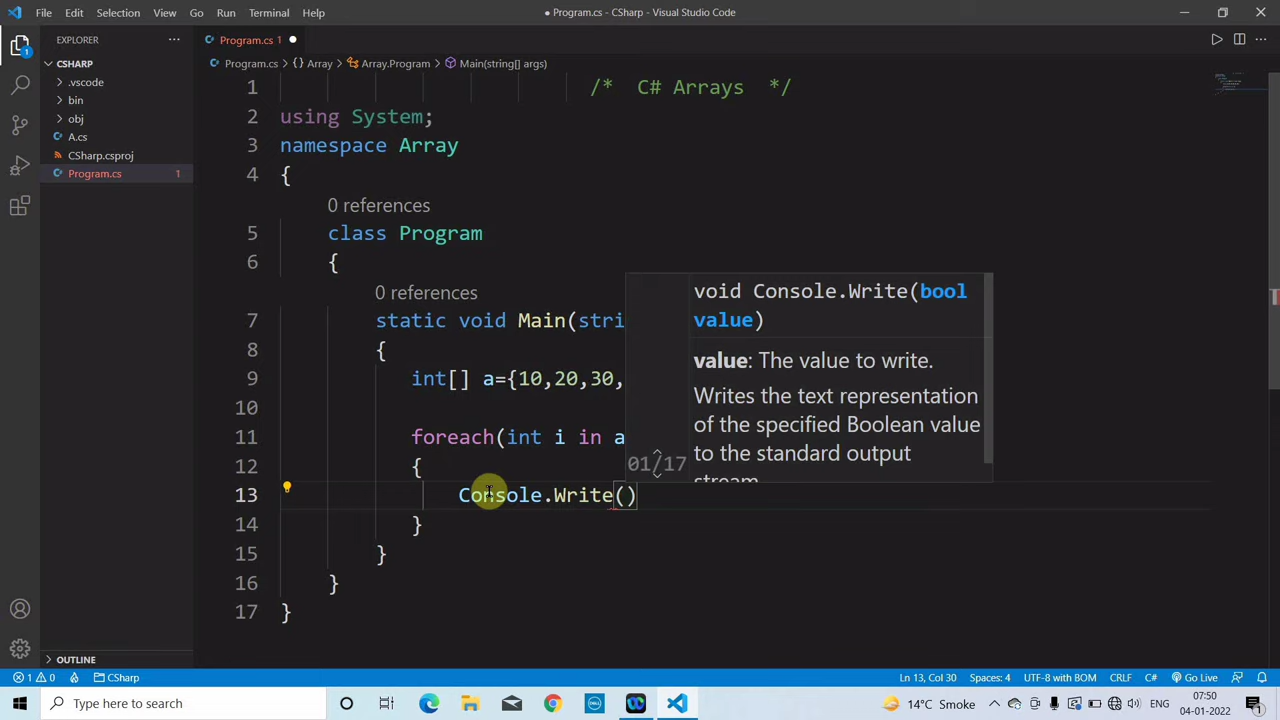 File Edit Selection View Go Run Terminal Help
● Program.cs - CSharp - Visual Studio Code
EXPLORER
CSHARP
.vscode
bin
obj
A.cs
CSharp.csproj
Program.cs 1
OUTLINE
1
Program.cs 1 ●
Program.cs > {} Array > Array.Program > Main(string[] args)
1 /* C# Arrays */
2 using System;
3 namespace Array
4 {
0 references
5 class Program
6 {
0 references
7 static void Main(stri
8 {
9 int[] a={10,20,30,
10
11 foreach(int i in a
12 {
13 Console.Write()
14 }
15 }
16 }
17 }
void Console.Write(bool
value)
value: The value to write.
Writes the text representation
of the specified Boolean value
to the standard output
stream
01/17
1 0 CSharp
Ln 13, Col 30 Spaces: 4 UTF-8 with BOM CRLF C# Go Live
Type here to search
DELL
14°C Smoke
ENG
07:50
04-01-2022
1